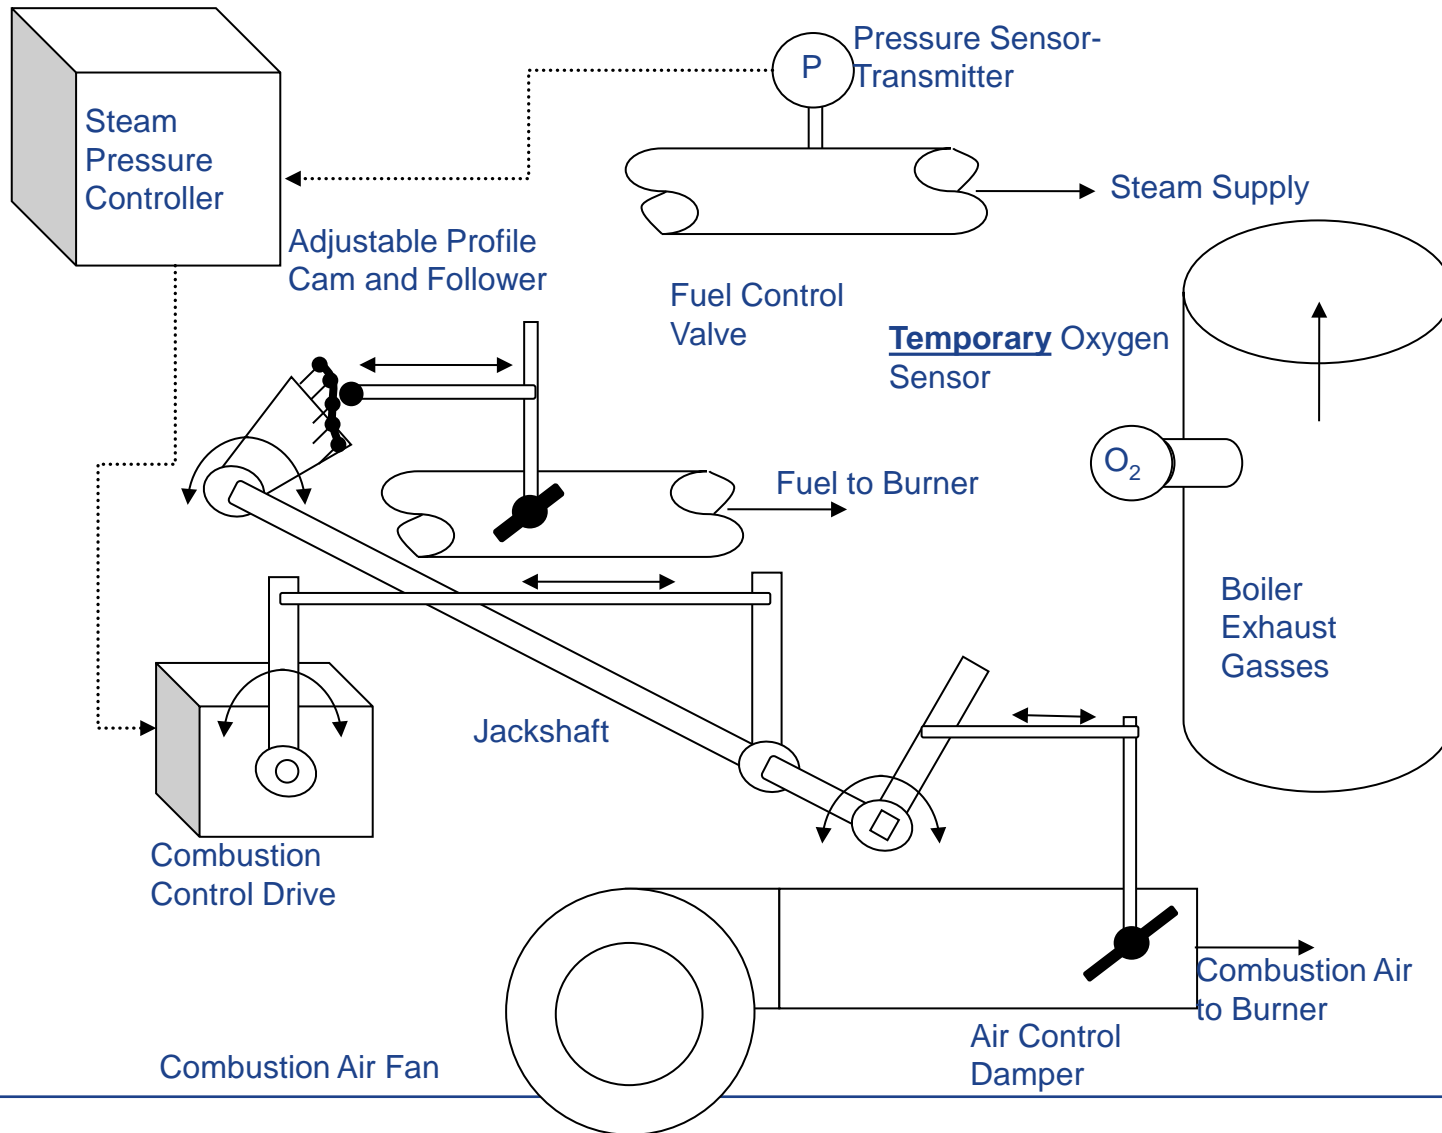 Pressure Sensor-
Transmitter
P
Steam
Pressure
Controller
Steam Supply
Adjustable Profile
Cam and Follower
Fuel Control
Valve
Temporary Oxygen
Sensor
O2
Fuel to Burner
Boiler
Exhaust
Gasses
Jackshaft
Combustion
Control Drive
Combustion Air
to Burner
Air Control
Damper
Combustion Air Fan